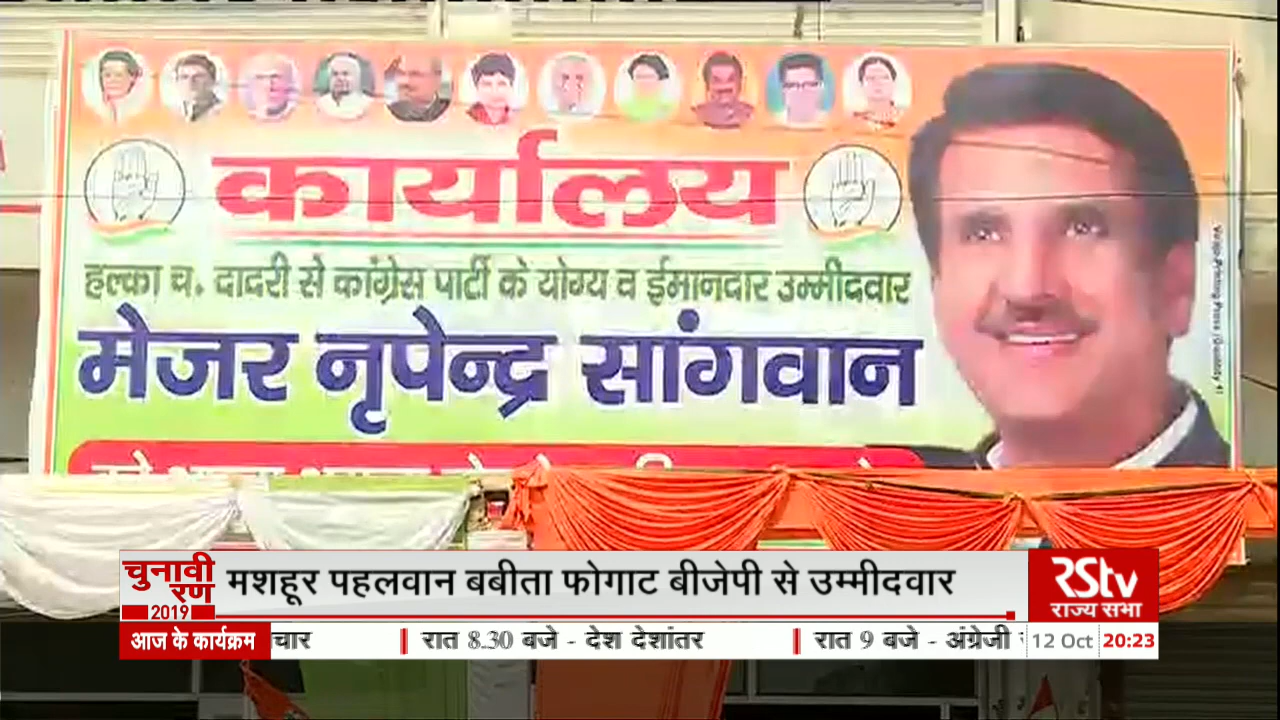 कार्यालय
हल्का च. दादरी से कांग्रेस पार्टी के योग्य व ईमानदार उम्मीदवार
मेजर नृपेन्द्र सांगवान
चुनावी
रण
2019
मशहूर पहलवान बबीता फोगाट बीजेपी से उम्मीदवार
RStv
राज्य सभा
आज के कार्यक्रम
चार | रात 8.30 बजे - देश देशांतर | रात 9 बजे - अंग्रेजी
12 Oct 20:23